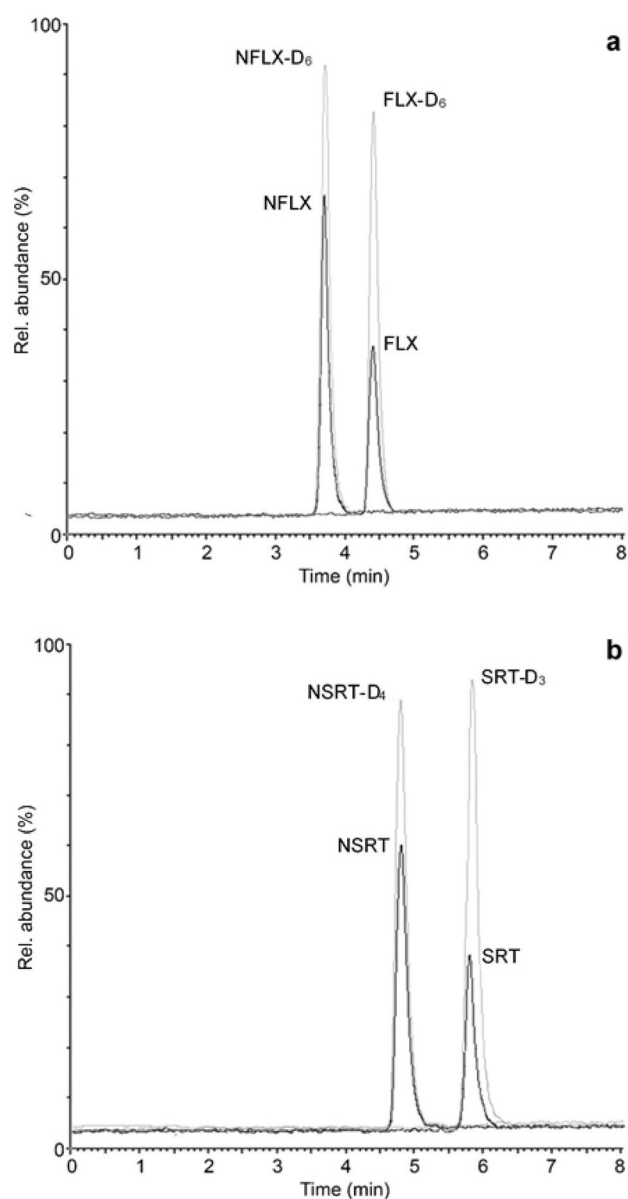 100
a
NFLX-D₆
FLX-D₆
NFLX
50
FLX
Rel. abundance (%)
0
0 1 2 3 4 5 6 7 8
Time (min)
100
b
SRT-D₃
NSRT-D₄
NSRT
50
SRT
Rel. abundance (%)
0
0 1 2 3 4 5 6 7 8
Time (min)